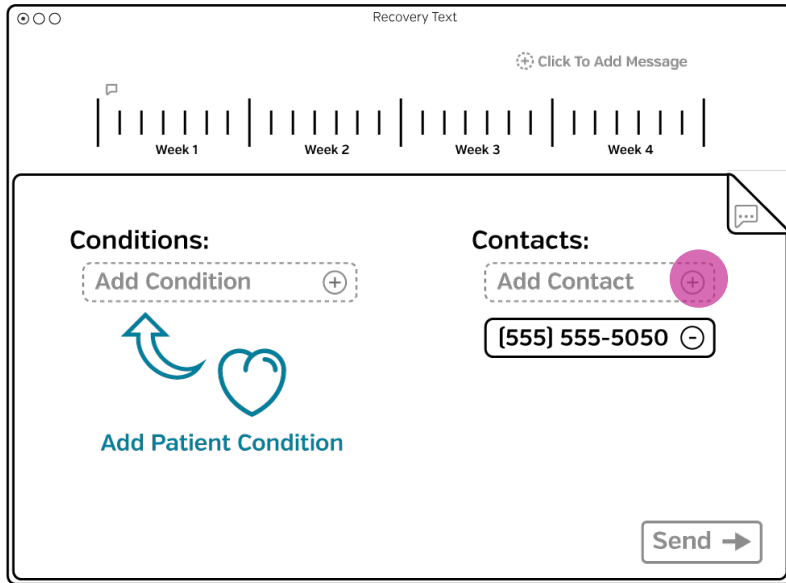 Recovery Text
Click To Add Message
Week 1
Week 2
Week 3
Week 4
Conditions:
Add Condition
Add Patient Condition
Contacts:
Add Contact
(555) 555-5050
Send